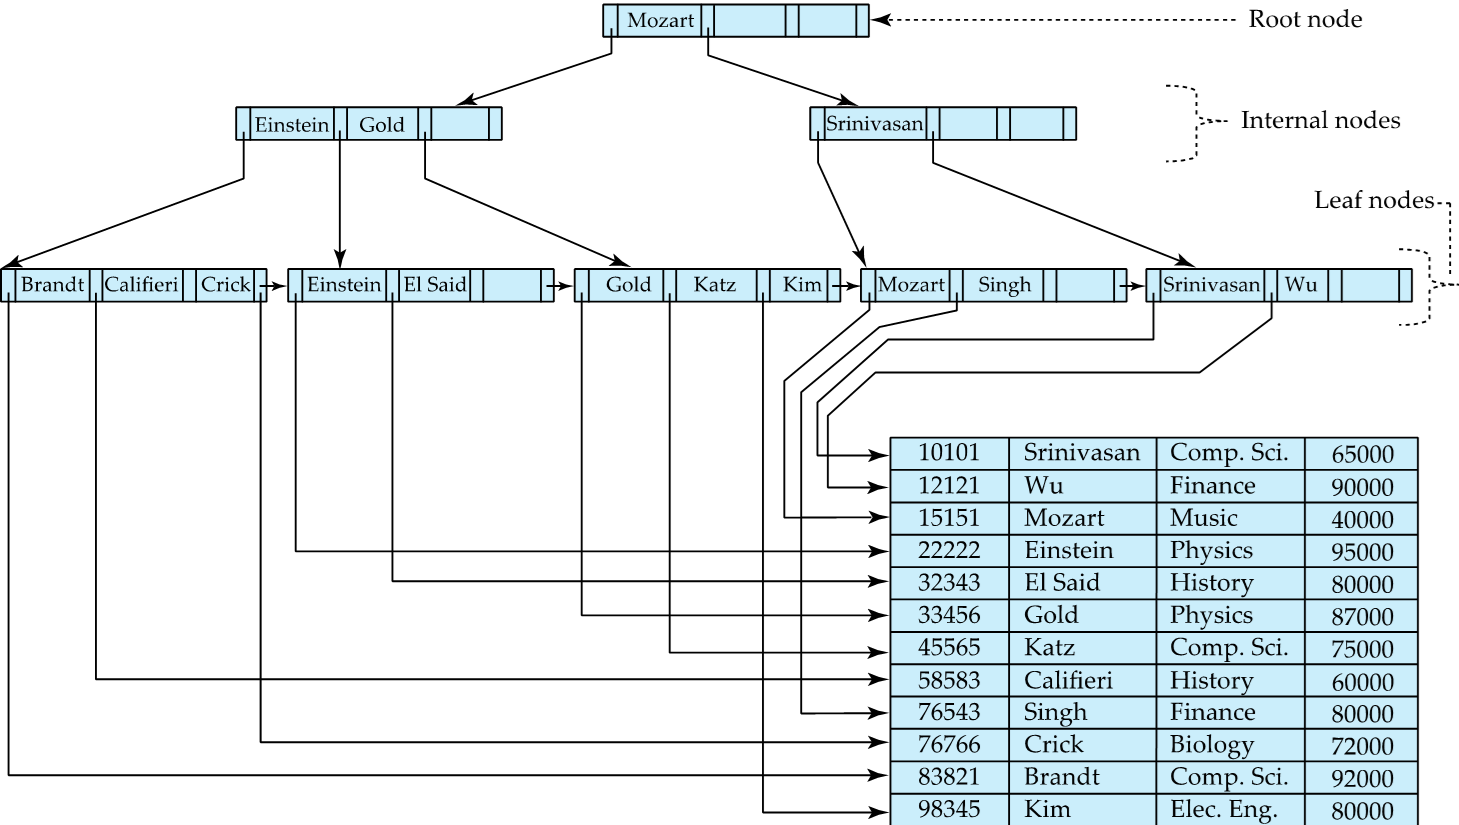 Mozart
Root node
Einstein Gold
Srinivasan
Internal nodes
Leaf nodes
Brandt Califieri Crick
Einstein El Said
Gold Katz Kim
Mozart Singh
Srinivasan Wu
10101 Srinivasan Comp. Sci. 65000
12121 Wu Finance 90000
15151 Mozart Music 40000
22222 Einstein Physics 95000
32343 El Said History 80000
33456 Gold Physics 87000
45565 Katz Comp. Sci. 75000
58583 Califieri History 60000
76543 Singh Finance 80000
76766 Crick Biology 72000
83821 Brandt Comp. Sci. 92000
98345 Kim Elec. Eng. 80000